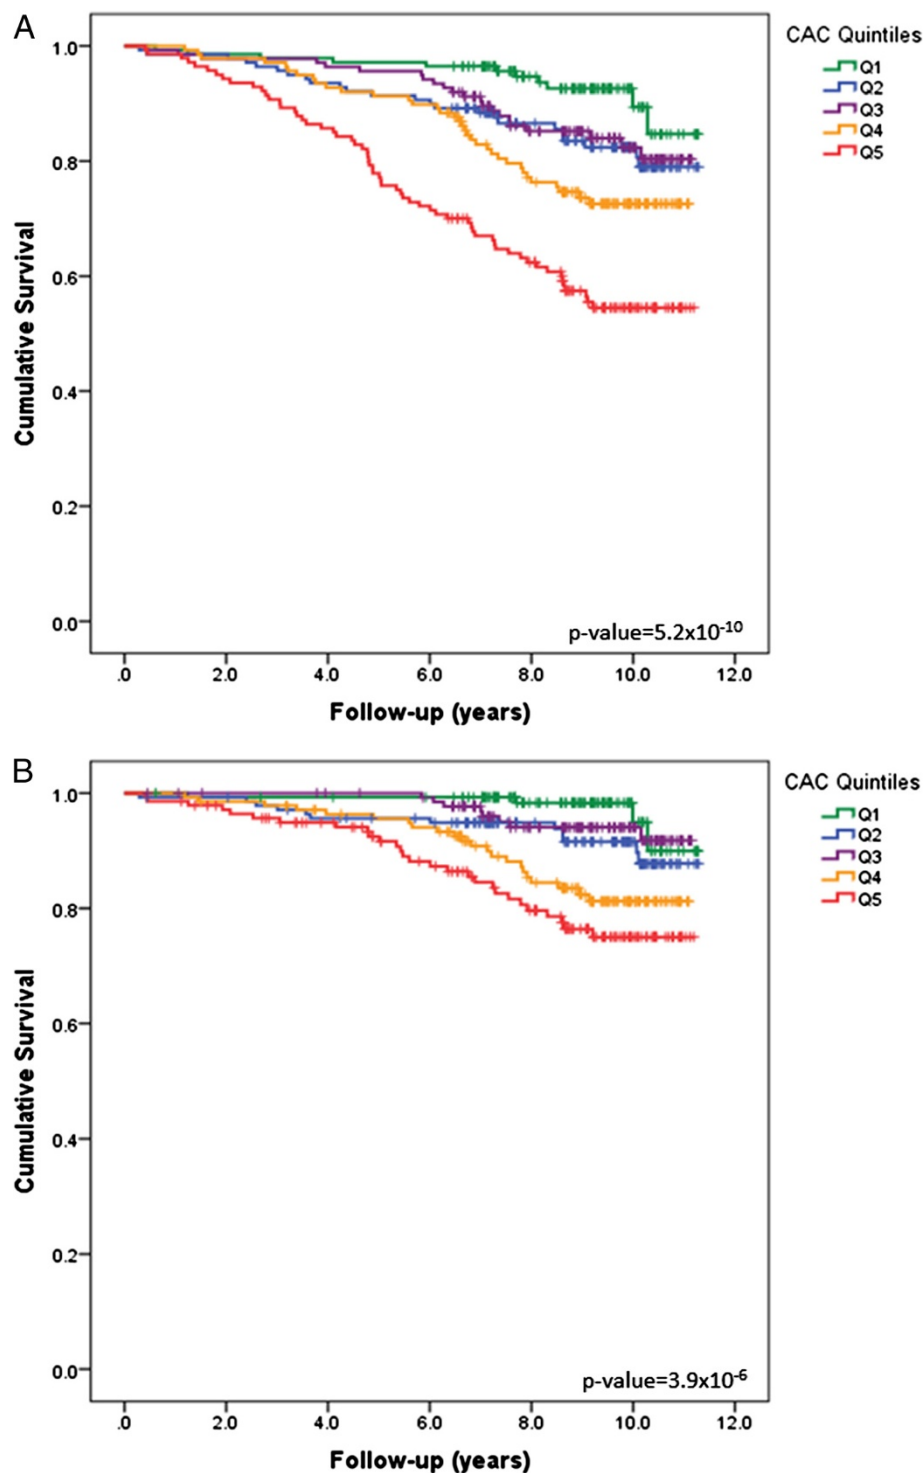 A
CAC Quintiles
Q1
Q2
Q3
Q4
Q5
1.0
0.8
0.6
0.4
0.2
0.0
Cumulative Survival
p-value=5.2x10-10
.0 2.0 4.0 6.0 8.0 10.0 12.0
Follow-up (years)
B
CAC Quintiles
Q1
Q2
Q3
Q4
Q5
1.0
0.8
0.6
0.4
0.2
0.0
Cumulative Survival
p-value=3.9x10-6
.0 2.0 4.0 6.0 8.0 10.0 12.0
Follow-up (years)